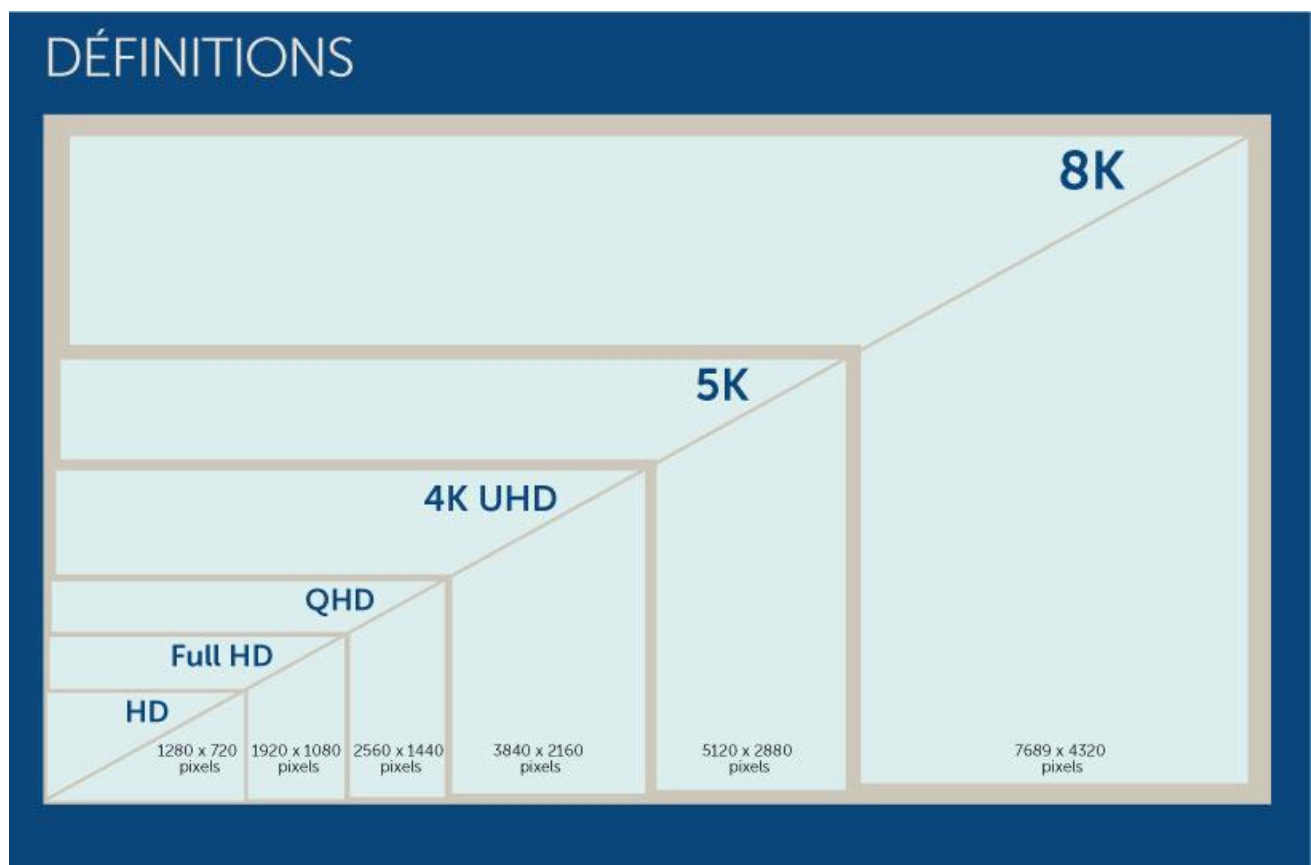 DÉFINITIONS
8K
5K
4K UHD
QHD
Full HD
HD
1280 x 720
pixels
1920 x 1080
pixels
2560 x 1440
pixels
3840 x 2160
pixels
5120 x 2880
pixels
7689 x 4320
pixels